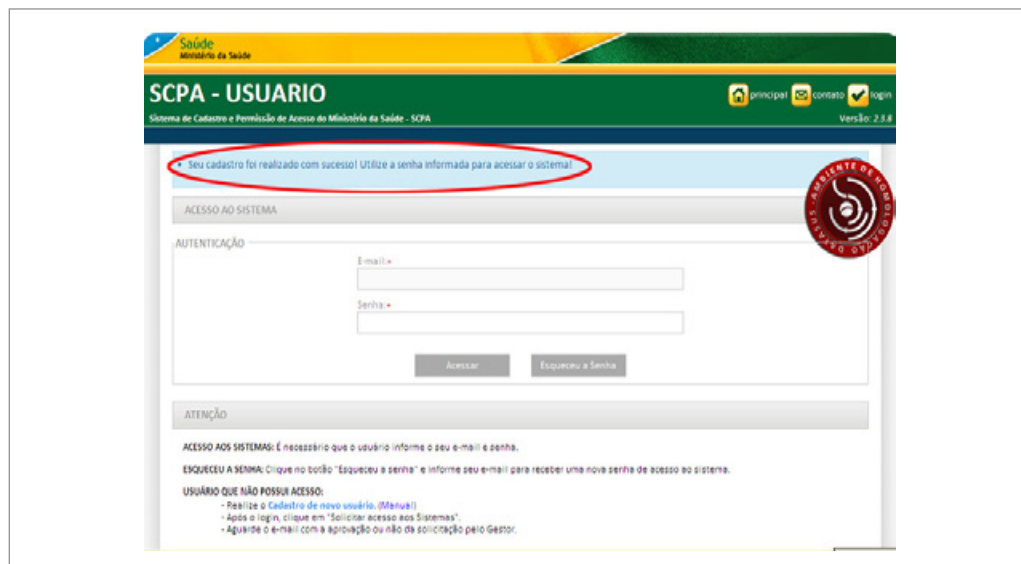 Saúde
Ministério da Saúde
SCPA - USUARIO
principal contato login
Sistema de Cadastro e Permissão de Acesso do Ministério da Saúde - SCPA
Versão: 2.3.8
• Seu cadastro foi realizado com sucesso! Utilize a senha informada para acessar o sistema!
AMBIENTE DE HOMOLOGAÇÃO DATASUS
ACESSO AO SISTEMA
AUTENTICAÇÃO
E-mail:*
Senha:*
Acessar Esqueceu a Senha
ATENÇÃO
ACESSO AOS SISTEMAS: É necessário que o usuário informe o seu e-mail e senha.
ESQUECEU A SENHA: Clique no botão "Esqueceu a senha" e informe seu e-mail para receber uma nova senha de acesso ao sistema.
USUÁRIO QUE NÃO POSSUI ACESSO:
- Realize o Cadastro de novo usuário. (Manual)
- Após o login, clique em "Solicitar acesso aos Sistemas".
- Aguarde o e-mail com a aprovação ou não da solicitação pelo Gestor.